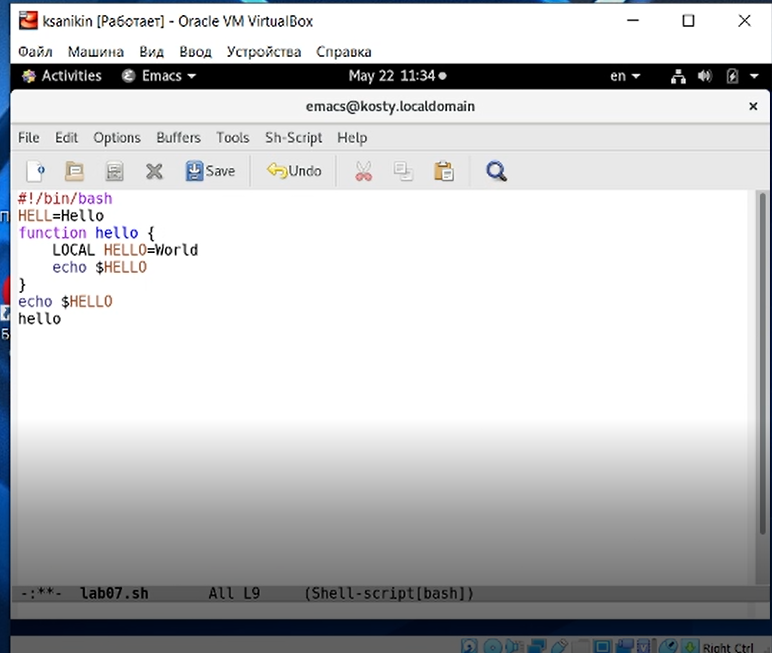 ksanikin [Работает] - Oracle VM VirtualBox
Файл Машина Вид Ввод Устройства Справка
Activities Emacs May 22 11:34 en
emacs@kosty.localdomain
File Edit Options Buffers Tools Sh-Script Help
Save Undo
#!/bin/bash
HELL=Hello
function hello {
    LOCAL HELLO=World
    echo $HELLO
}
echo $HELLO
hello
-:**-  lab07.sh       All L9     (Shell-script[bash])
Right Ctrl